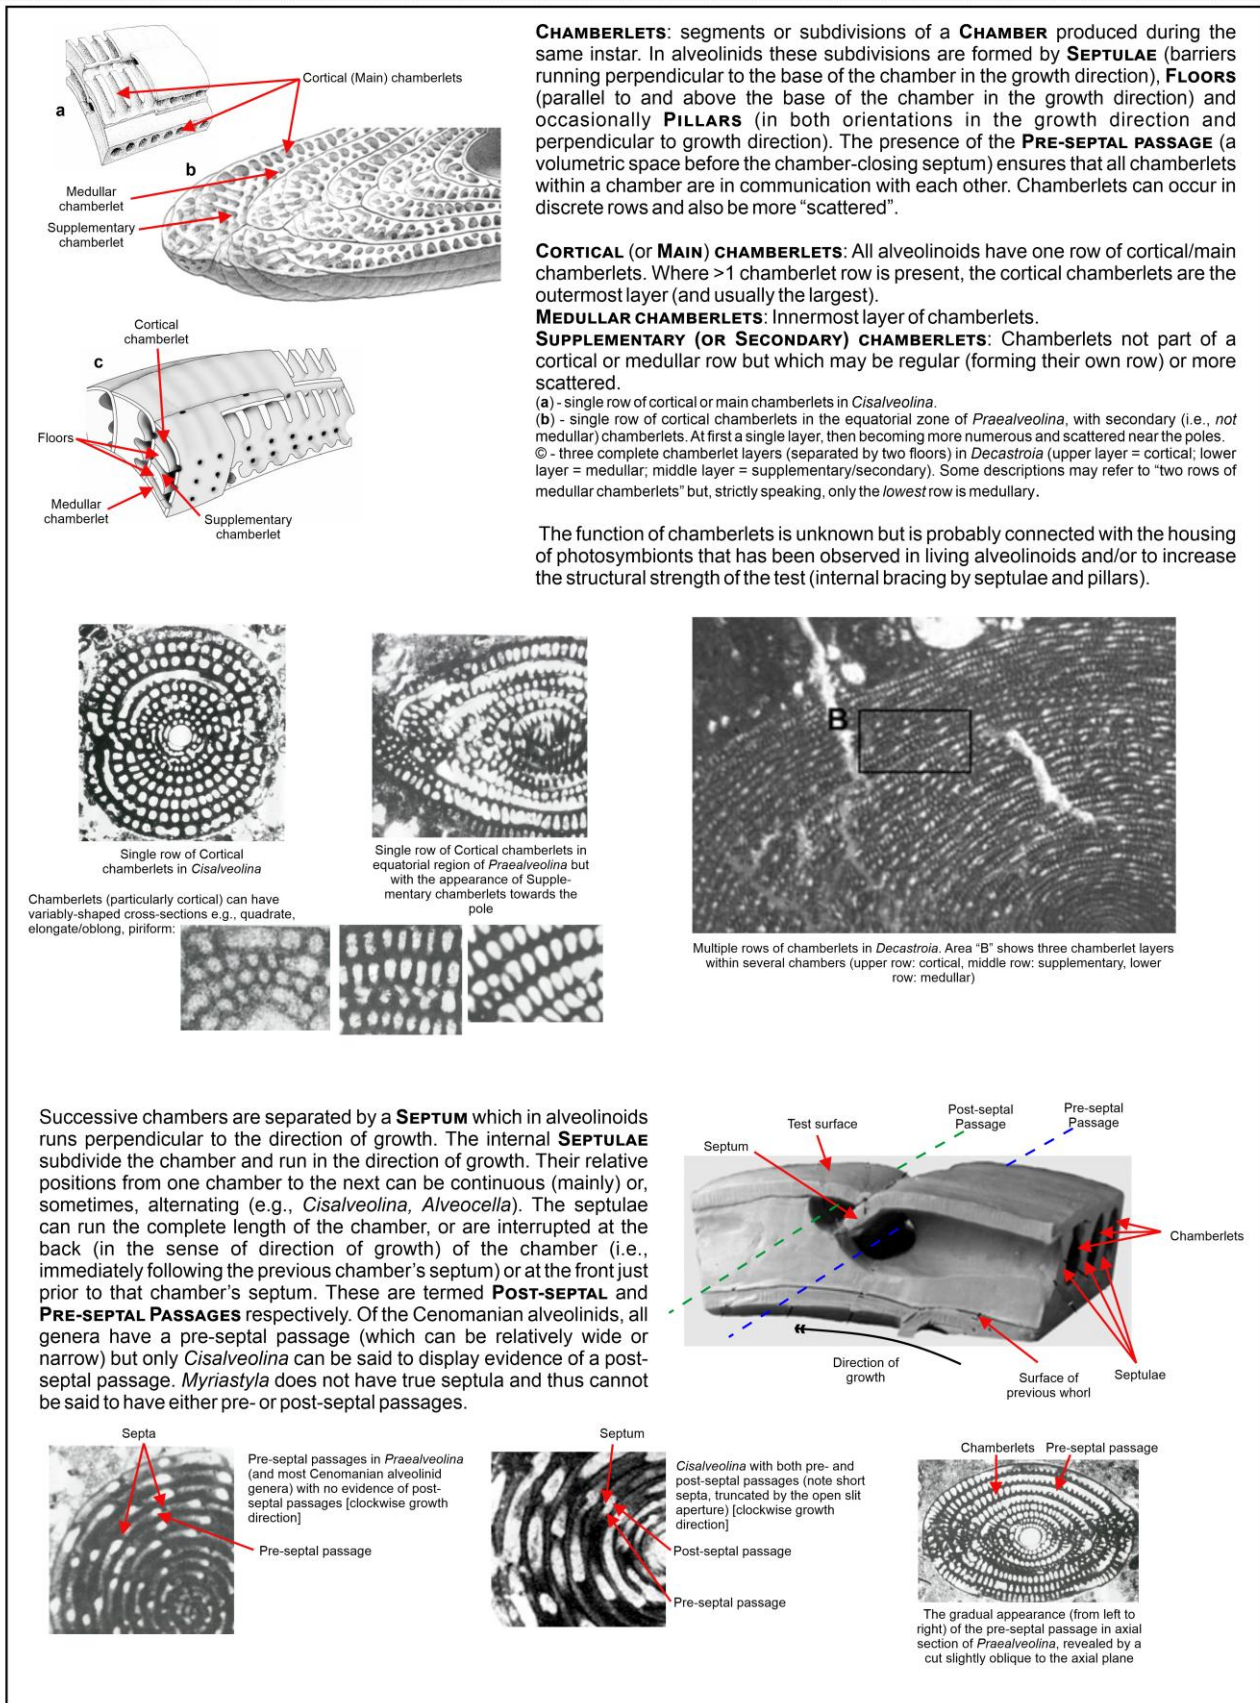 CHAMBERLETS: segments or subdivisions of a CHAMBER produced during the
same instar. In alveolinids these subdivisions are formed by SEPTULAE (barriers
running perpendicular to the base of the chamber in the growth direction), FLOORS
(parallel to and above the base of the chamber in the growth direction) and
occasionally PILLARS (in both orientations in the growth direction and
perpendicular to growth direction). The presence of the PRE-SEPTAL PASSAGE (a
volumetric space before the chamber-closing septum) ensures that all chamberlets
within a chamber are in communication with each other. Chamberlets can occur in
discrete rows and also be more “scattered”.
CORTICAL (or MAIN) CHAMBERLETS: All alveolinoids have one row of cortical/main
chamberlets. Where >1 chamberlet row is present, the cortical chamberlets are the
outermost layer (and usually the largest).
MEDULLAR CHAMBERLETS: Innermost layer of chamberlets.
SUPPLEMENTARY (OR SECONDARY) CHAMBERLETS: Chamberlets not part of a
cortical or medullar row but which may be regular (forming their own row) or more
scattered.
(a) - single row of cortical or main chamberlets in Cisalveolina.
(b) - single row of cortical chamberlets in the equatorial zone of Praealveolina, with secondary (i.e., not
medullar) chamberlets. At first a single layer, then becoming more numerous and scattered near the poles.
© - three complete chamberlet layers (separated by two floors) in Decastroia (upper layer = cortical; lower
layer = medullar; middle layer = supplementary/secondary). Some descriptions may refer to “two rows of
medullar chamberlets” but, strictly speaking, only the lowest row is medullary.
The function of chamberlets is unknown but is probably connected with the housing
of photosymbionts that has been observed in living alveolinoids and/or to increase
the structural strength of the test (internal bracing by septulae and pillars).
a
Cortical (Main) chamberlets
b
Medullar
chamberlet
Supplementary
chamberlet
Cortical
chamberlet
c
Floors
Medullar
chamberlet
Supplementary
chamberlet
Single row of Cortical
chamberlets in Cisalveolina
Single row of Cortical chamberlets in
equatorial region of Praealveolina but
with the appearance of Supple-
mentary chamberlets towards the
pole
B
Multiple rows of chamberlets in Decastroia. Area “B” shows three chamberlet layers
within several chambers (upper row: cortical, middle row: supplementary, lower
row: medullar)
Chamberlets (particularly cortical) can have
variably-shaped cross-sections e.g., quadrate,
elongate/oblong, piriform:
Successive chambers are separated by a SEPTUM which in alveolinoids
runs perpendicular to the direction of growth. The internal SEPTULAE
subdivide the chamber and run in the direction of growth. Their relative
positions from one chamber to the next can be continuous (mainly) or,
sometimes, alternating (e.g., Cisalveolina, Alveocella). The septulae
can run the complete length of the chamber, or are interrupted at the
back (in the sense of direction of growth) of the chamber (i.e.,
immediately following the previous chamber’s septum) or at the front just
prior to that chamber’s septum. These are termed POST-SEPTAL and
PRE-SEPTAL PASSAGES respectively. Of the Cenomanian alveolinids, all
genera have a pre-septal passage (which can be relatively wide or
narrow) but only Cisalveolina can be said to display evidence of a post-
septal passage. Myriastyla does not have true septula and thus cannot
be said to have either pre- or post-septal passages.
Septum
Test surface
Post-septal
Passage
Pre-septal
Passage
Chamberlets
Direction of
growth
Surface of
previous whorl
Septulae
Septa
Pre-septal passages in Praealveolina
(and most Cenomanian alveolinid
genera) with no evidence of post-
septal passages [clockwise growth
direction]
Pre-septal passage
Septum
Cisalveolina with both pre- and
post-septal passages (note short
septa, truncated by the open slit
aperture) [clockwise growth
direction]
Post-septal passage
Pre-septal passage
Chamberlets
Pre-septal passage
The gradual appearance (from left to
right) of the pre-septal passage in axial
section of Praealveolina, revealed by a
cut slightly oblique to the axial plane